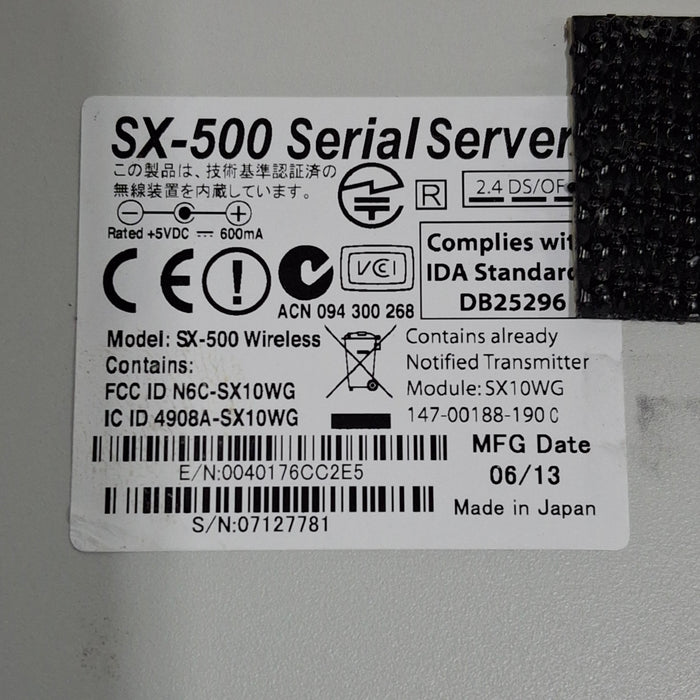 SX-500 Serial Server
この製品は、技術基準認証済の
無線装置を内蔵しています。
R
2.4 DS/OF
Rated +5VDC ⎓ 600mA
CE
VCI
ACN 094 300 268
Complies wit
IDA Standard
DB25296
Model: SX-500 Wireless
Contains:
FCC ID N6C-SX10WG
IC ID 4908A-SX10WG
Contains already
Notified Transmitter
Module: SX10WG
147-00188-190 C
E/N:0040176CC2E5
S/N:07127781
MFG Date
06/13
Made in Japan